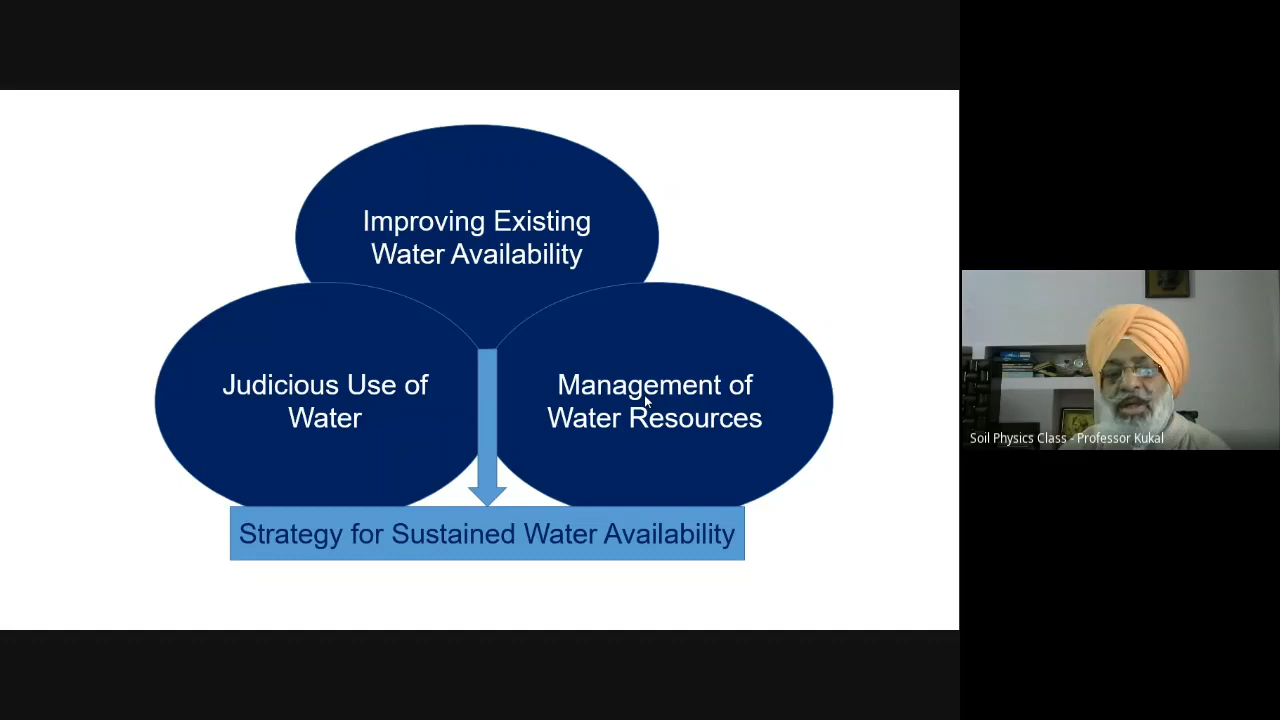 Improving Existing
Water Availability
Judicious Use of
Water
Management of
Water Resources
Strategy for Sustained Water Availability
Soil Physics Class - Professor Kukal